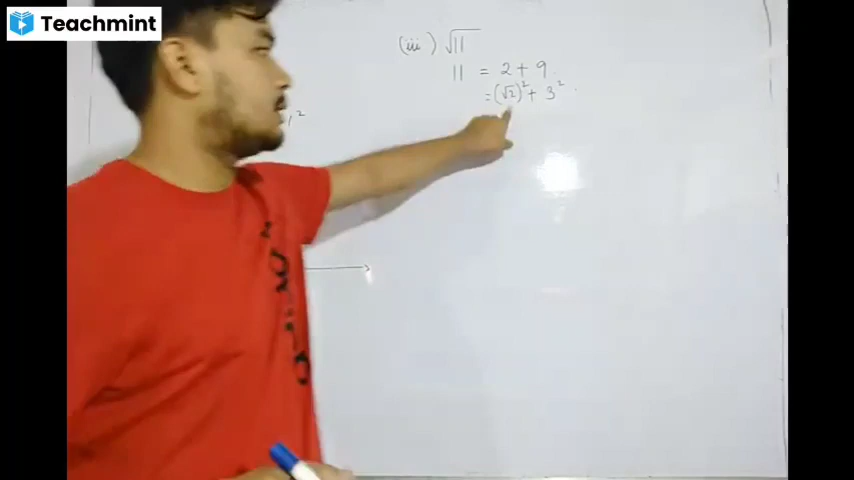 Teachmint
(iii) √11
11 = 2 + 9
= (√2)² + 3²